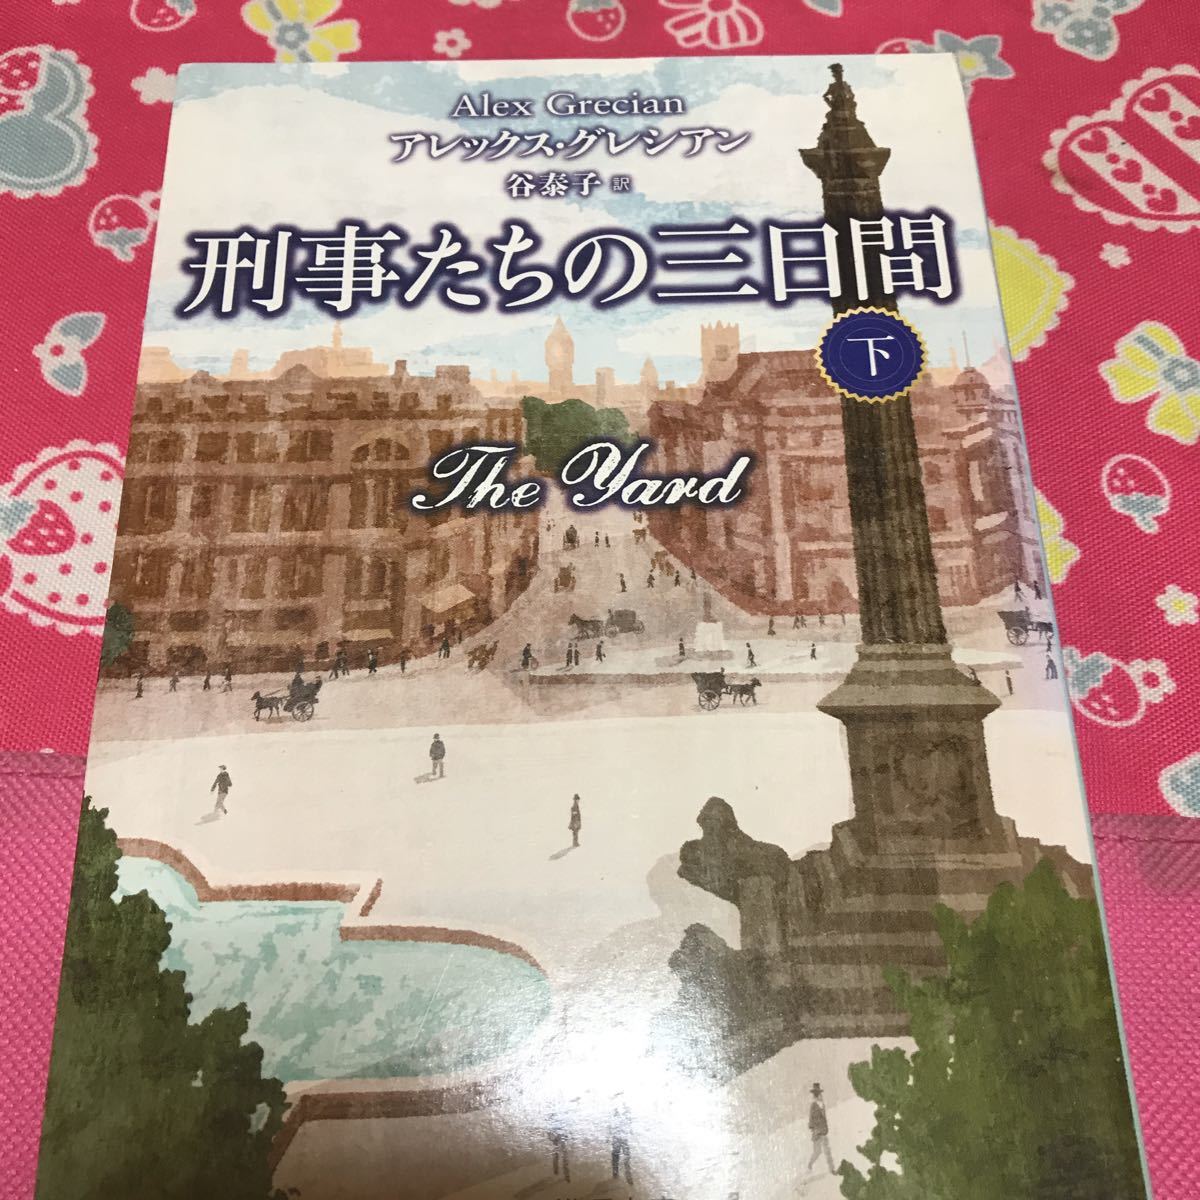 Alex Grecian
アレックス・グレシアン
谷泰子 訳
刑事たちの三日間
下
The Yard